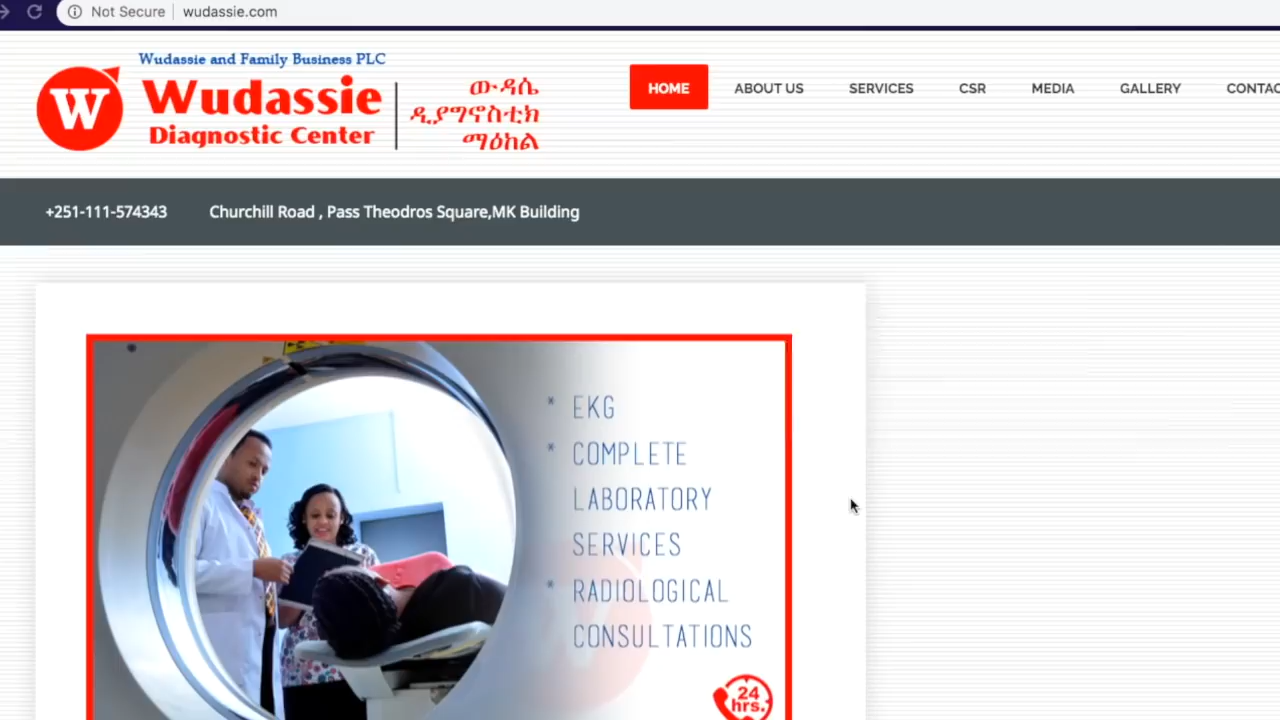 Not Secure
wudassie.com
Wudassie and Family Business PLC
W
Wudassie
Diagnostic Center
ውዳሴ
ዲያግኖስቲክ
ማዕከል
HOME
ABOUT US
SERVICES
CSR
MEDIA
GALLERY
CONTAC
+251-111-574343
Churchill Road , Pass Theodros Square,MK Building
* EKG
* COMPLETE
LABORATORY
SERVICES
* RADIOLOGICAL
CONSULTATIONS
24
hrs.